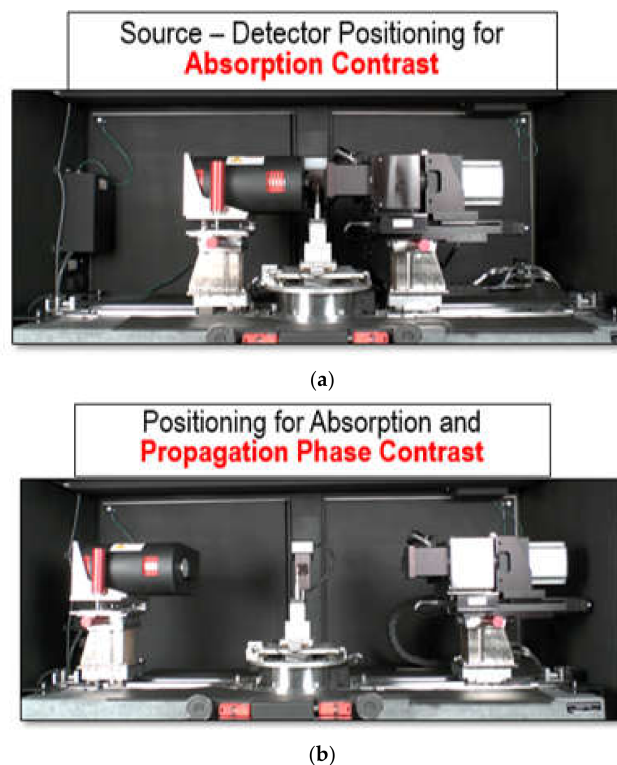 Source – Detector Positioning for
Absorption Contrast
(a)
Positioning for Absorption and
Propagation Phase Contrast
(b)